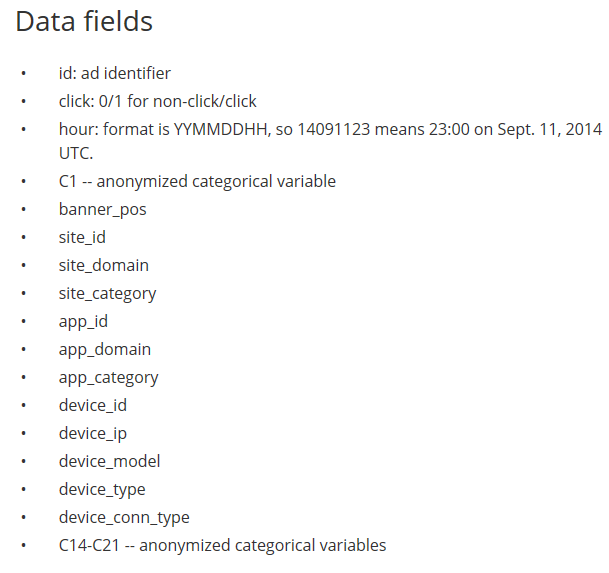 Data fields
• id: ad identifier
• click: 0/1 for non-click/click
• hour: format is YYMMDDHH, so 14091123 means 23:00 on Sept. 11, 2014
UTC.
• C1 -- anonymized categorical variable
• banner_pos
• site_id
• site_domain
• site_category
• app_id
• app_domain
• app_category
• device_id
• device_ip
• device_model
• device_type
• device_conn_type
• C14-C21 -- anonymized categorical variables